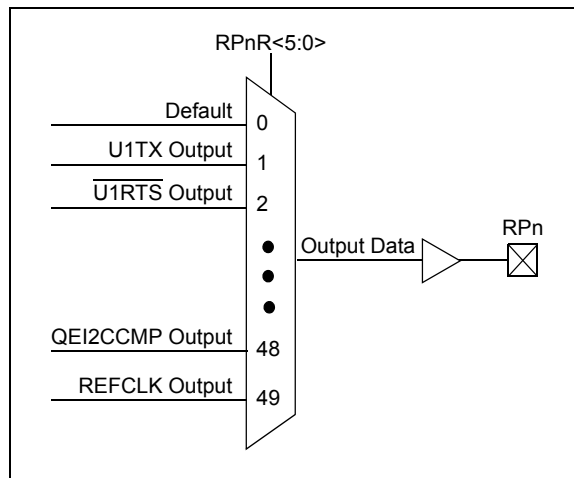 RPnR<5:0>
Default
0
U1TX Output
1
U1RTS Output
2
RPn
Output Data
QEI2CCMP Output
48
REFCLK Output
49